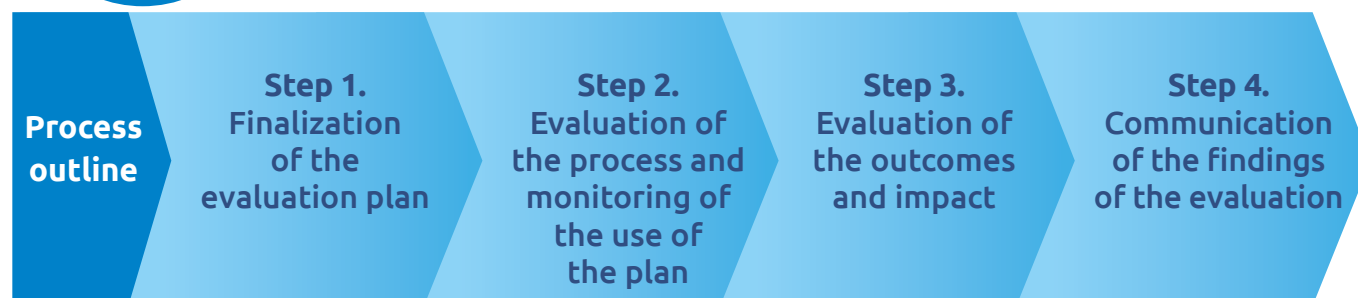 Process
outline
Step 1.
Finalization
of the
evaluation plan
Step 2.
Evaluation of
the process and
monitoring of
the use of
the plan
Step 3.
Evaluation of
the outcomes
and impact
Step 4.
Communication
of the findings
of the evaluation